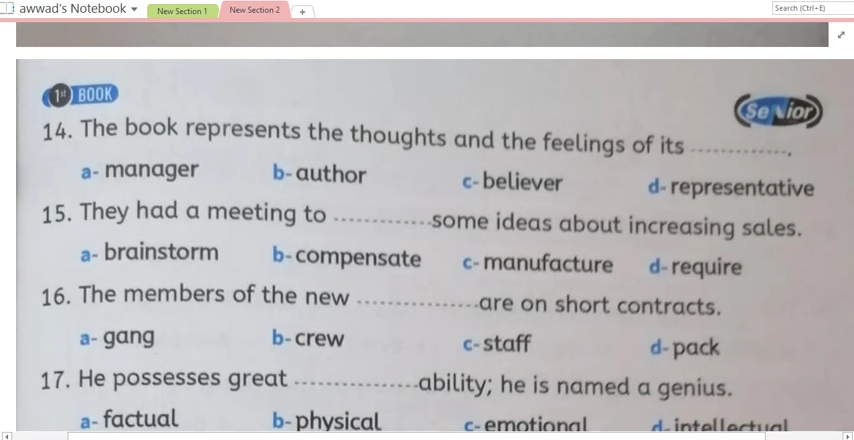 awwad's Notebook
New Section 1
New Section 2
+
Search (Ctrl+E)
1st BOOK
Senior
14. The book represents the thoughts and the feelings of its ..............
a- manager b- author c- believer d- representative
15. They had a meeting to ............some ideas about increasing sales.
a- brainstorm b- compensate c- manufacture d- require
16. The members of the new ...............are on short contracts.
a- gang b- crew c- staff d- pack
17. He possesses great ...............ability; he is named a genius.
a- factual b- physical c- emotional d- intellectual